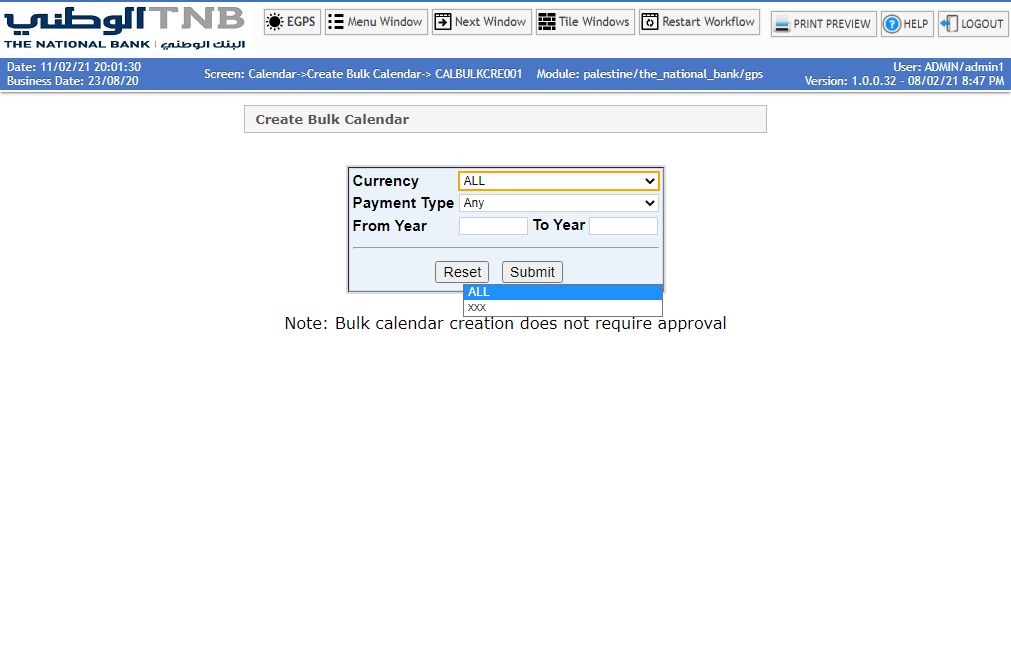 الوطني TNB
THE NATIONAL BANK | البنك الوطني
EGPS
Menu Window
Next Window
Tile Windows
Restart Workflow
PRINT PREVIEW
HELP
LOGOUT
Date: 11/02/21 20:01:30
Business Date: 23/08/20
Screen: Calendar->Create Bulk Calendar-> CALBULKCRE001
Module: palestine/the_national_bank/gps
User: ADMIN/admin1
Version: 1.0.0.32 - 08/02/21 8:47 PM
Create Bulk Calendar
Currency ALL
Payment Type Any
From Year To Year
Reset Submit
ALL
xxx
Note: Bulk calendar creation does not require approval